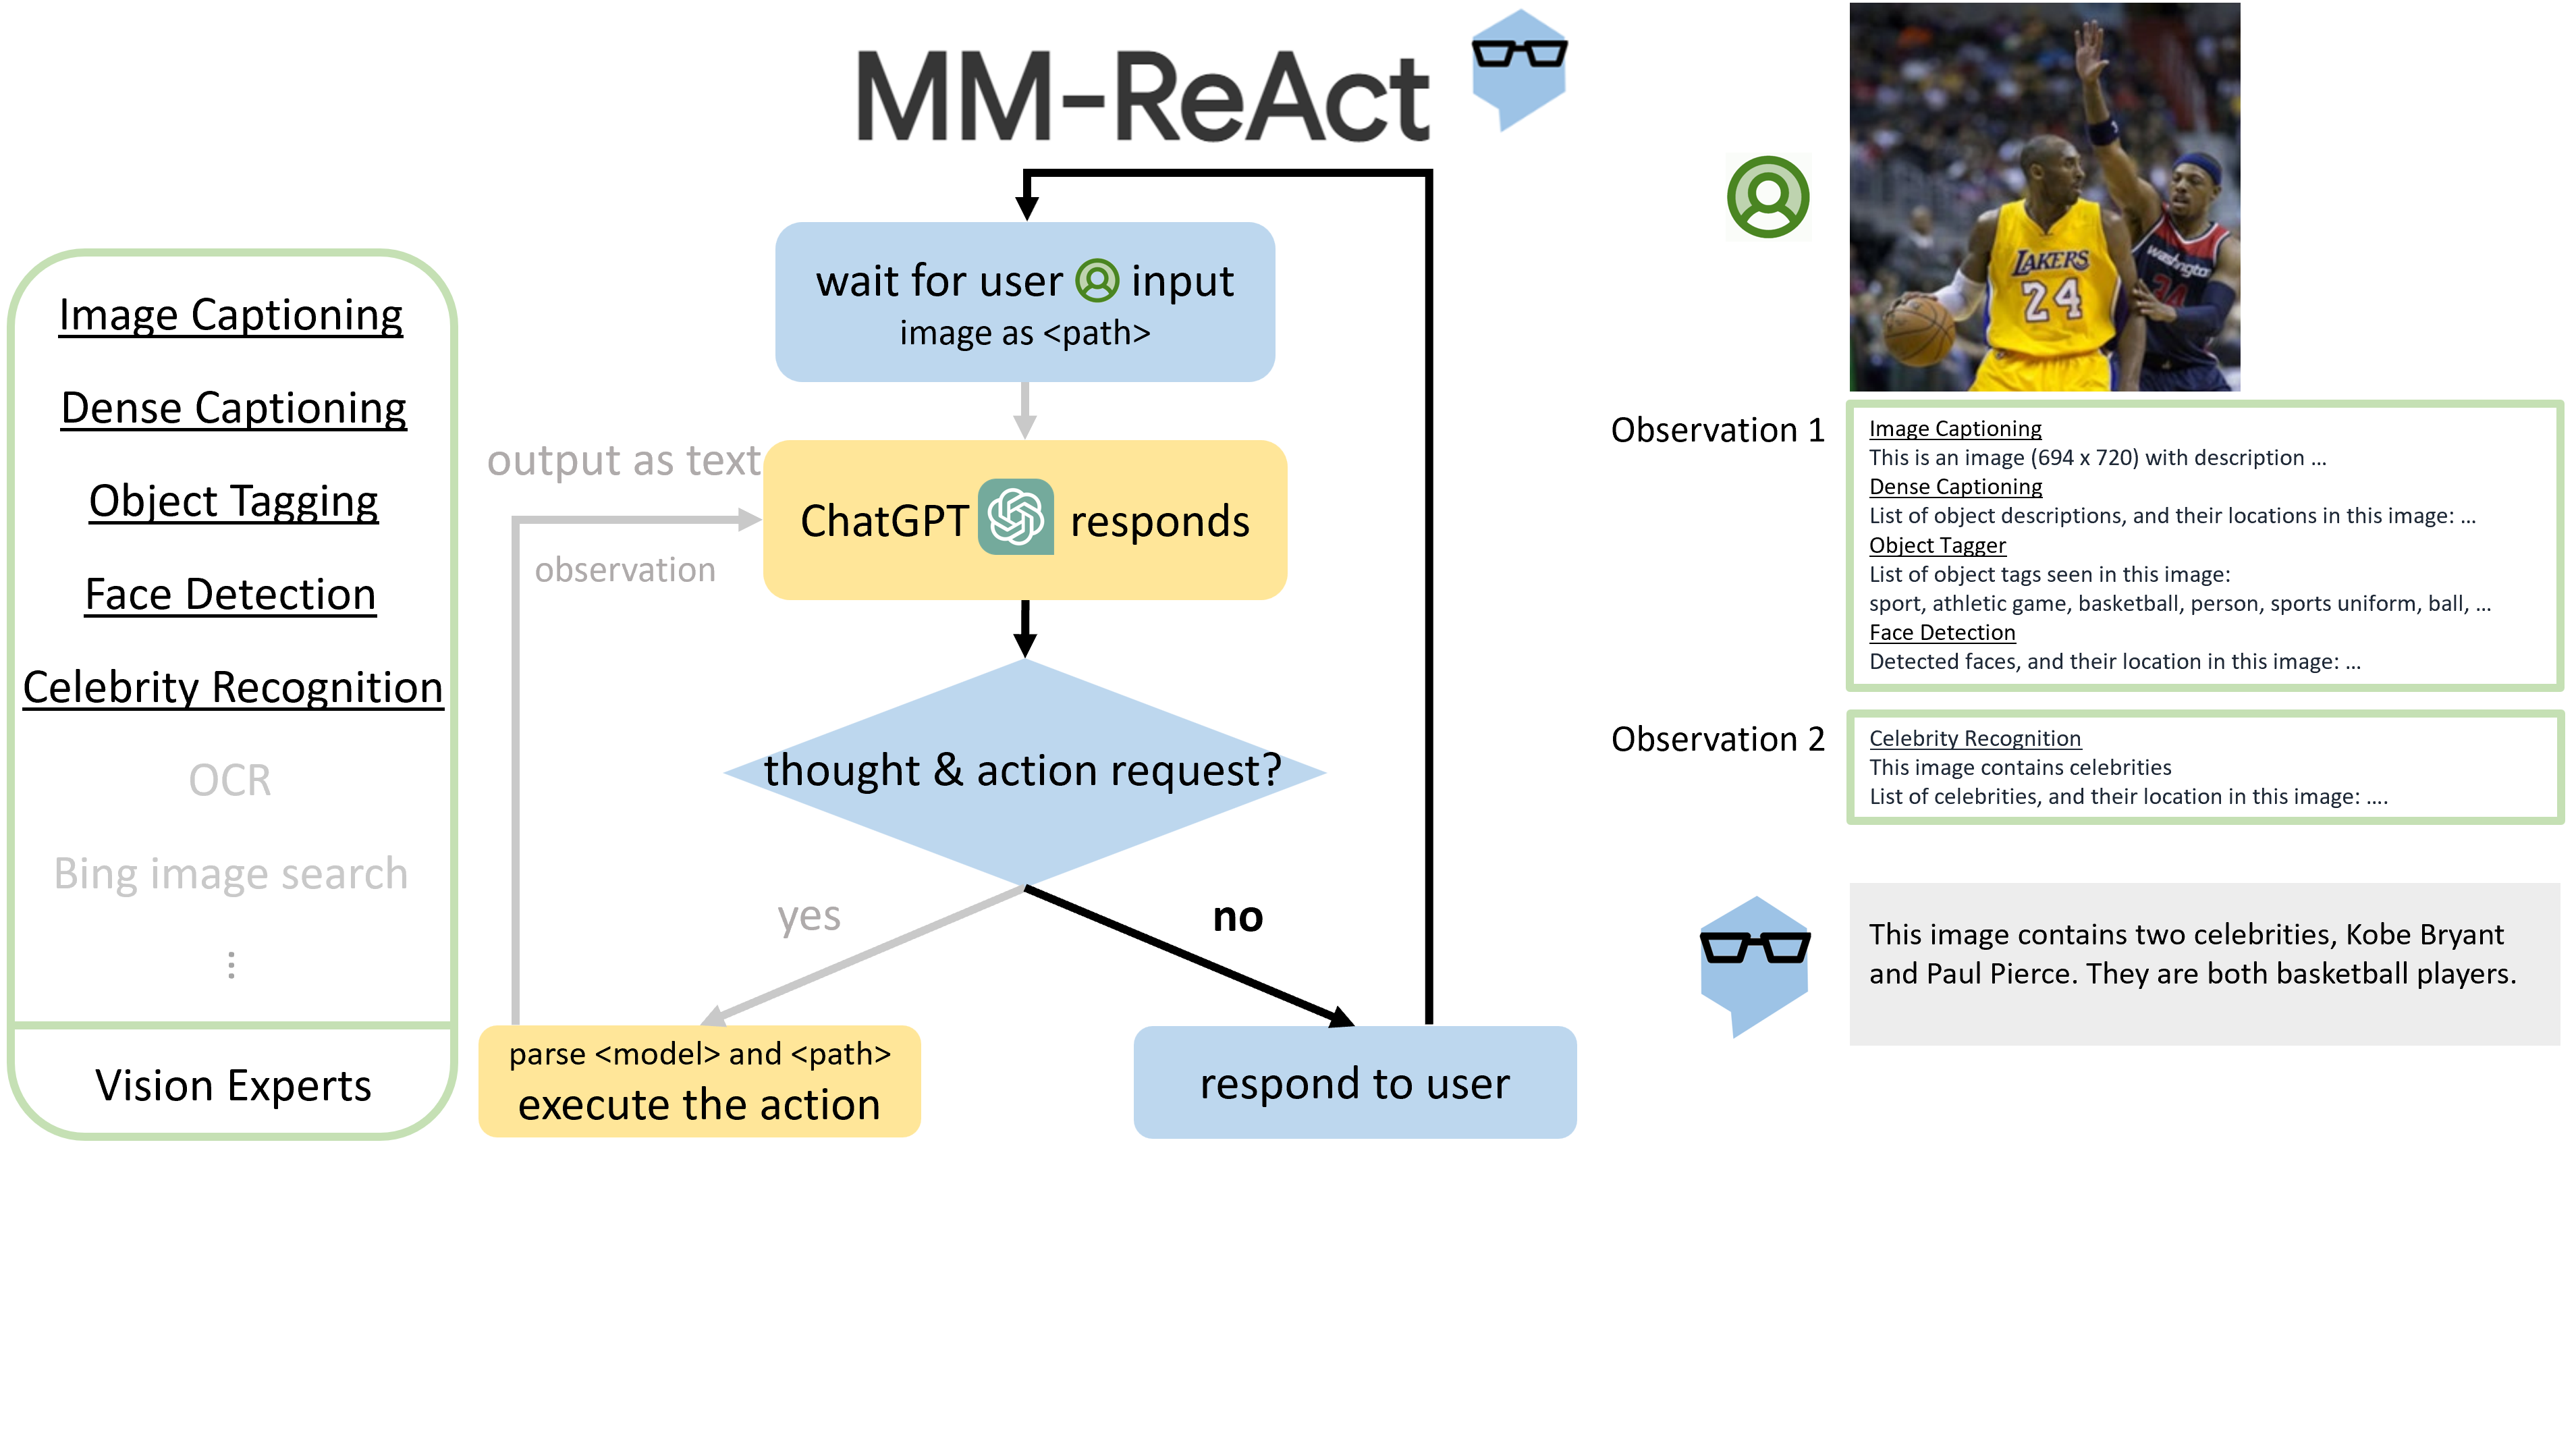 MM-ReAct
Image Captioning
Dense Captioning
Object Tagging
Face Detection
Celebrity Recognition
OCR
Bing image search
⋮
Vision Experts
wait for user input
image as <path>
output as text
observation
ChatGPT responds
thought & action request?
yes
no
parse <model> and <path>
execute the action
respond to user
LAKERS
24
Washington
34
Observation 1
Image Captioning
This is an image (694 x 720) with description ...
Dense Captioning
List of object descriptions, and their locations in this image: ...
Object Tagger
List of object tags seen in this image:
sport, athletic game, basketball, person, sports uniform, ball, ...
Face Detection
Detected faces, and their location in this image: ...
Observation 2
Celebrity Recognition
This image contains celebrities
List of celebrities, and their location in this image: ....
This image contains two celebrities, Kobe Bryant
and Paul Pierce. They are both basketball players.